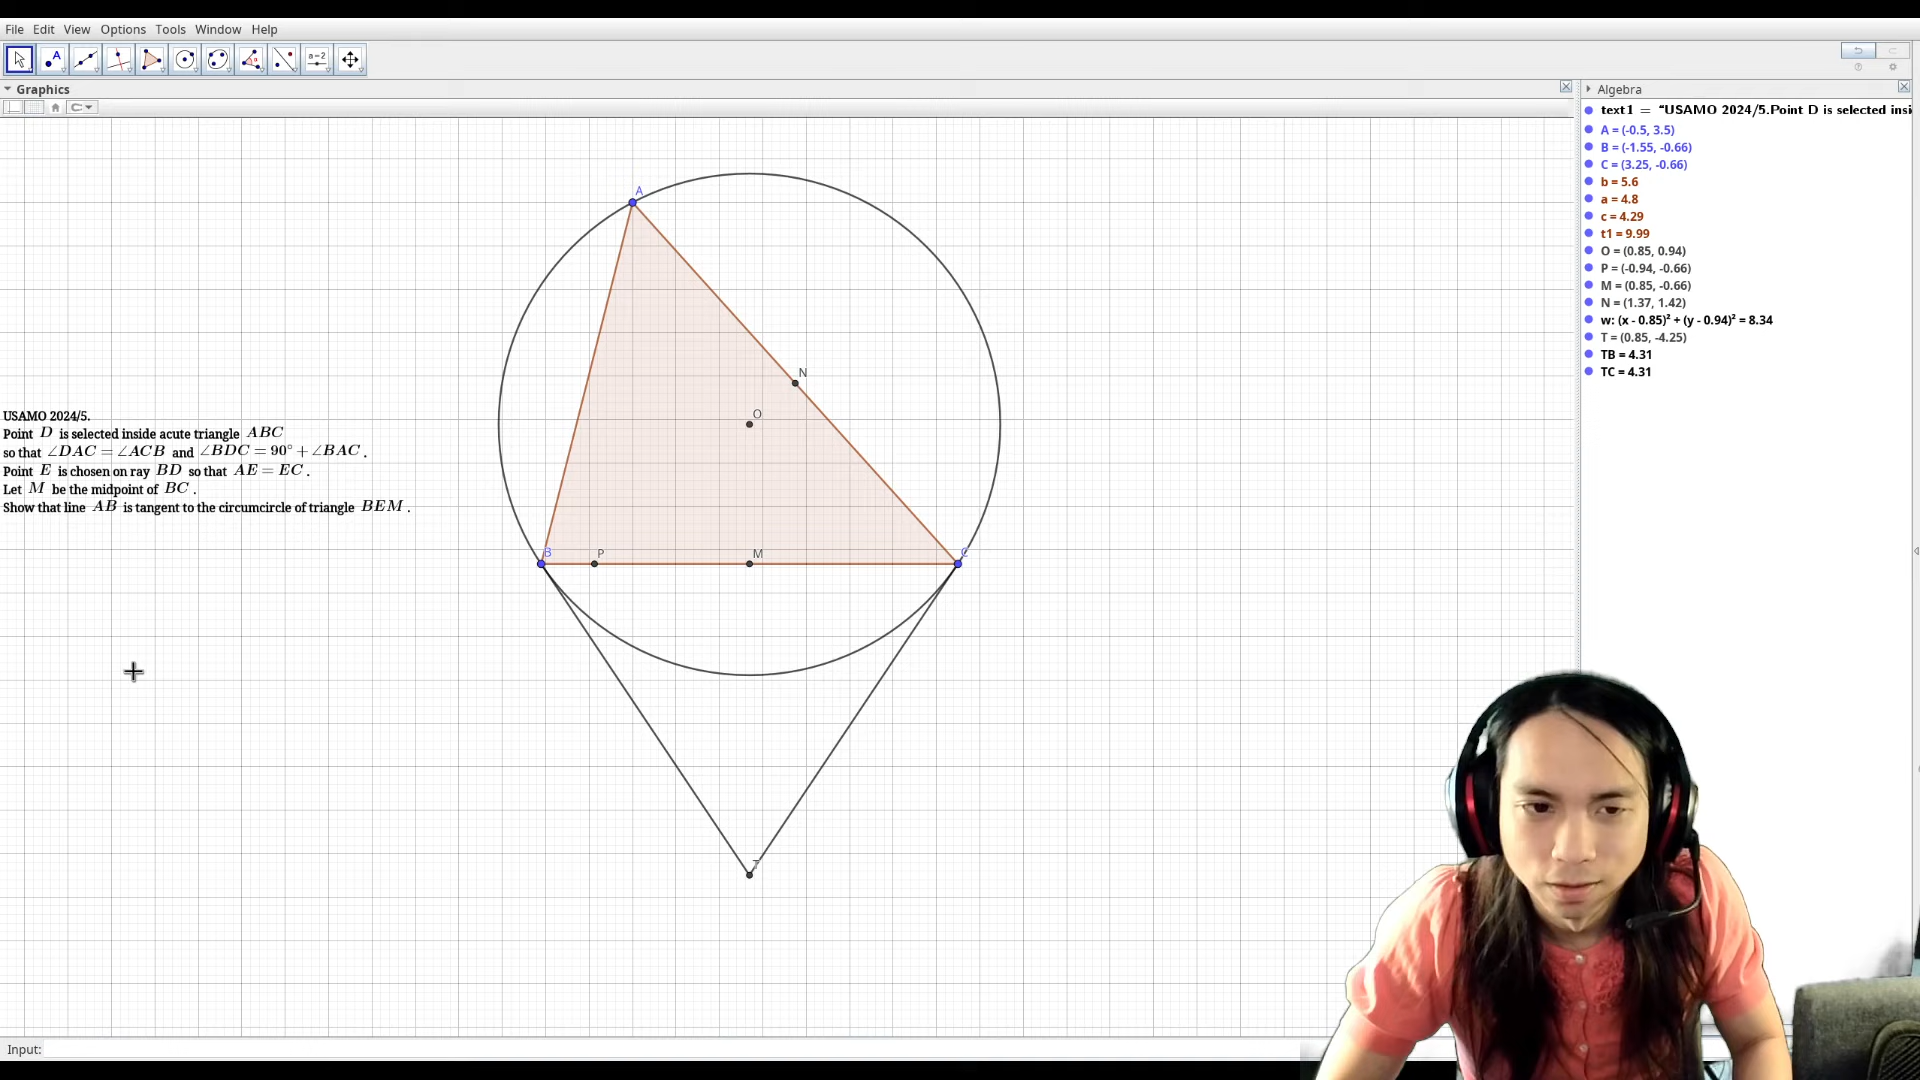 File Edit View Options Tools Window Help
A
a=2
Graphics
Algebra
text1 = "USAMO 2024/5.Point D is selected insi
A = (-0.5, 3.5)
B = (-1.55, -0.66)
C = (3.25, -0.66)
b = 5.6
a = 4.8
c = 4.29
t1 = 9.99
O = (0.85, 0.94)
P = (-0.94, -0.66)
M = (0.85, -0.66)
N = (1.37, 1.42)
w: (x - 0.85)² + (y - 0.94)² = 8.34
T = (0.85, -4.25)
TB = 4.31
TC = 4.31
A
N
O
USAMO 2024/5.
Point D is selected inside acute triangle ABC
so that ∠DAC = ∠ACB and ∠BDC = 90° + ∠BAC .
Point E is chosen on ray BD so that AE = EC .
Let M be the midpoint of BC .
Show that line AB is tangent to the circumcircle of triangle BEM .
B P M C
T
Input: